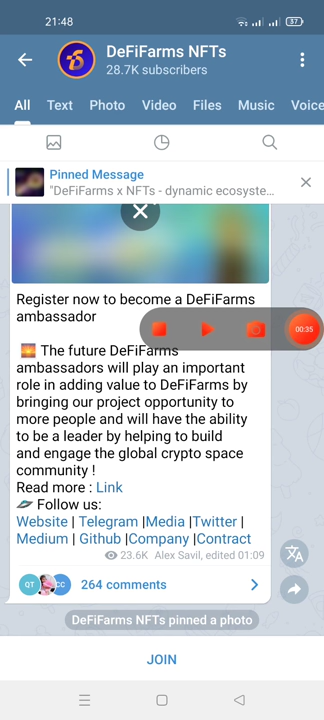 21:48
57
DeFiFarms NFTs
28.7K subscribers
All Text Photo Video Files Music Voice
Pinned Message
"DeFiFarms x NFTs - dynamic ecosyste...
Register now to become a DeFiFarms
ambassador
00:35
The future DeFiFarms
ambassadors will play an important
role in adding value to DeFiFarms by
bringing our project opportunity to
more people and will have the ability
to be a leader by helping to build
and engage the global crypto space
community !
Read more : Link
Follow us:
Website | Telegram |Media |Twitter |
Medium | Github |Company |Contract
23.6K Alex Savil, edited 01:09
QT CC 264 comments
DeFiFarms NFTs pinned a photo
JOIN